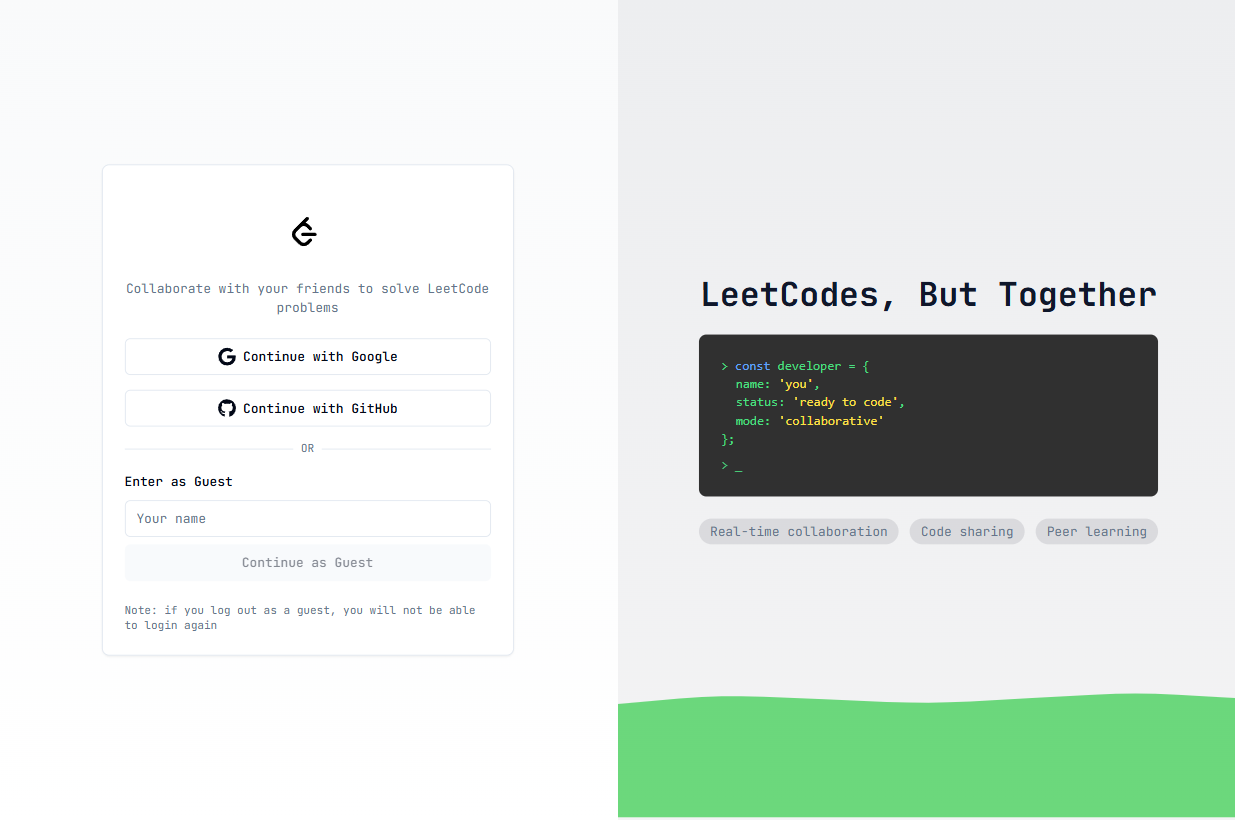 Collaborate with your friends to solve LeetCode
problems
Continue with Google
Continue with GitHub
OR
Enter as Guest
Your name
Continue as Guest
Note: if you log out as a guest, you will not be able
to login again
LeetCodes, But Together
> const developer = {
  name: 'you',
  status: 'ready to code',
  mode: 'collaborative'
};
> _
Real-time collaboration
Code sharing
Peer learning